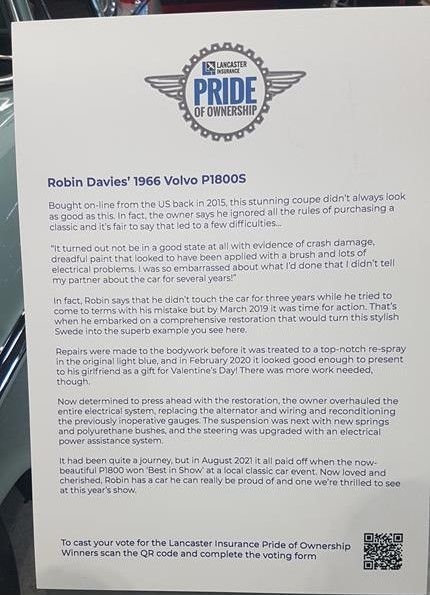 LANCASTER
INSURANCE
PRIDE
OF OWNERSHIP
Robin Davies' 1966 Volvo P1800S
Bought on-line from the US back in 2015, this stunning coupe didn't always look
as good as this. In fact, the owner says he ignored all the rules of purchasing a
classic and it's fair to say that led to a few difficulties...
"It turned out not be in a good state at all with evidence of crash damage,
dreadful paint that looked to have been applied with a brush and lots of
electrical problems. I was so embarrassed about what I'd done that I didn't tell
my partner about the car for several years!"
In fact, Robin says that he didn't touch the car for three years while he tried to
come to terms with his mistake but by March 2019 it was time for action. That's
when he embarked on a comprehensive restoration that would turn this stylish
Swede into the superb example you see here.
Repairs were made to the bodywork before it was treated to a top-notch re-spray
in the original light blue, and in February 2020 it looked good enough to present
to his girlfriend as a gift for Valentine's Day! There was more work needed,
though.
Now determined to press ahead with the restoration, the owner overhauled the
entire electrical system, replacing the alternator and wiring and reconditioning
the previously inoperative gauges. The suspension was next with new springs
and polyurethane bushes, and the steering was upgraded with an electrical
power assistance system.
It had been quite a journey, but in August 2021 it all paid off when the now-
beautiful P1800 won 'Best in Show' at a local classic car event. Now loved and
cherished, Robin has a car he can really be proud of and one we're thrilled to see
at this year's show.
To cast your vote for the Lancaster Insurance Pride of Ownership
Winners scan the QR code and complete the voting form